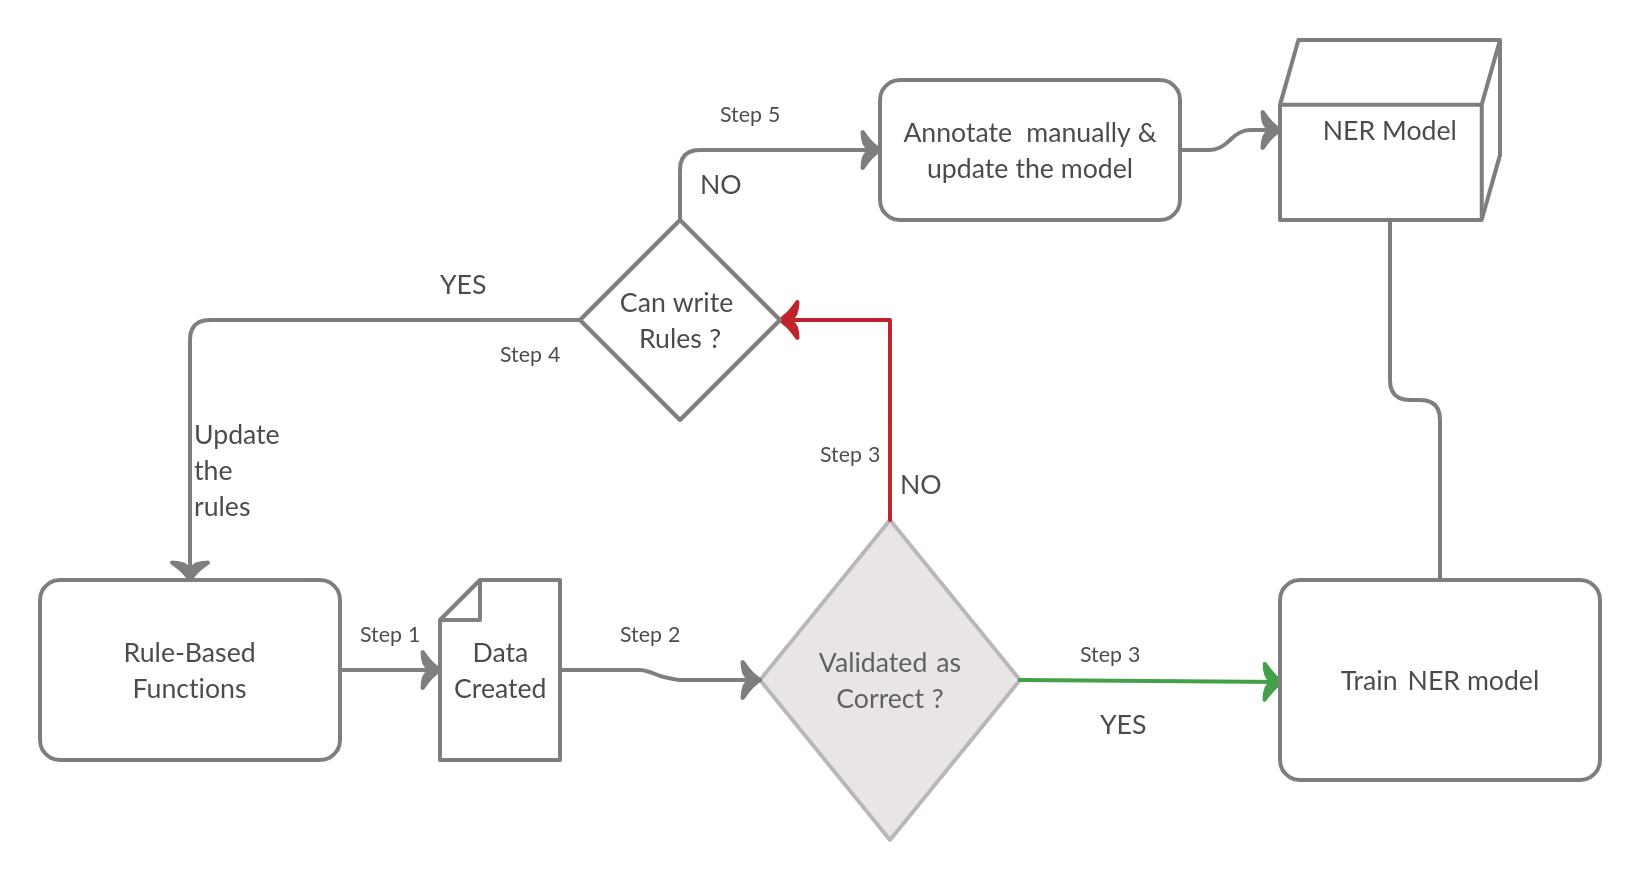 Step 5
Annotate manually &
update the model
NER Model
NO
YES
Can write
Rules ?
Step 4
Update
the
rules
Step 3
NO
Rule-Based
Functions
Step 1
Data
Created
Step 2
Validated as
Correct ?
Step 3
YES
Train NER model